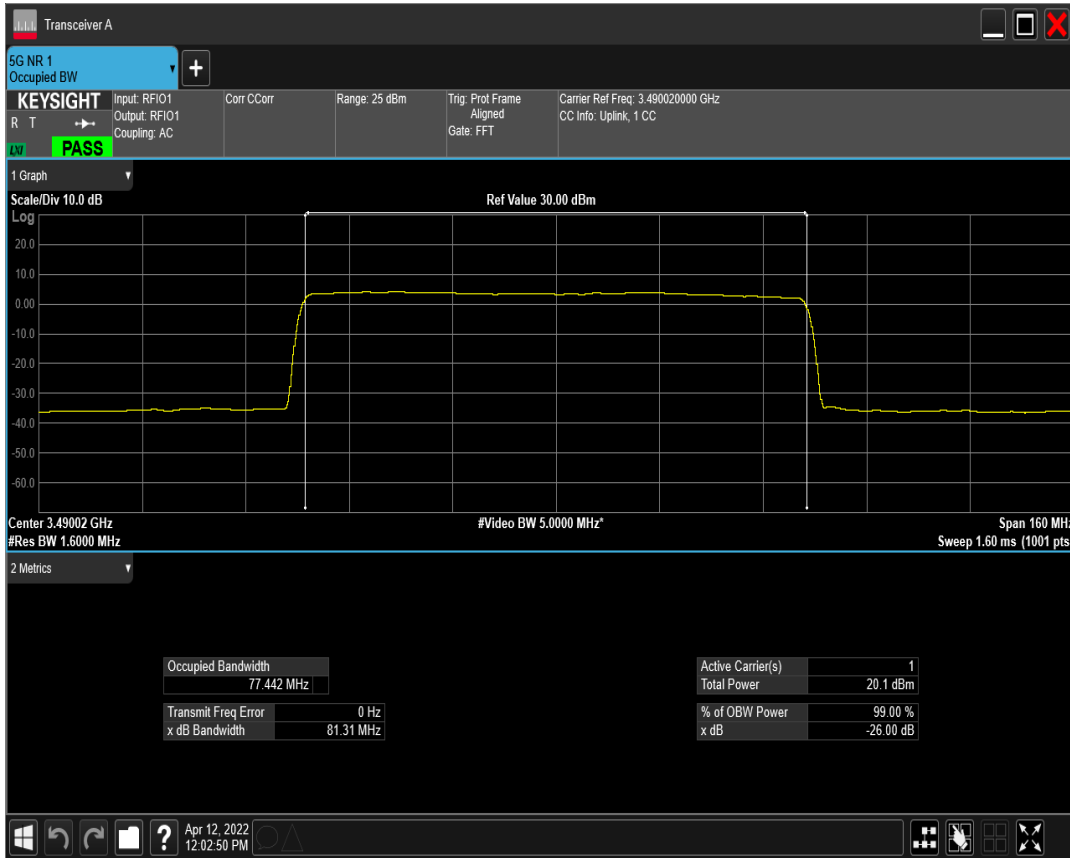 Transceiver A
5G NR 1
Occupied BW
KEYSIGHT
R T
LXI
PASS
Input: RFIO1
Output: RFIO1
Coupling: AC
Corr CCorr
Range: 25 dBm
Trig: Prot Frame
Aligned
Gate: FFT
Carrier Ref Freq: 3.490020000 GHz
CC Info: Uplink, 1 CC
1 Graph
Scale/Div 10.0 dB
Ref Value 30.00 dBm
Log
20.0
10.0
0.00
-10.0
-20.0
-30.0
-40.0
-50.0
-60.0
Center 3.49002 GHz
#Video BW 5.0000 MHz*
Span 160 MHz
#Res BW 1.6000 MHz
Sweep 1.60 ms (1001 pts
2 Metrics
Occupied Bandwidth
77.442 MHz
Transmit Freq Error 0 Hz
x dB Bandwidth 81.31 MHz
Active Carrier(s) 1
Total Power 20.1 dBm
% of OBW Power 99.00 %
x dB -26.00 dB
?
Apr 12, 2022
12:02:50 PM